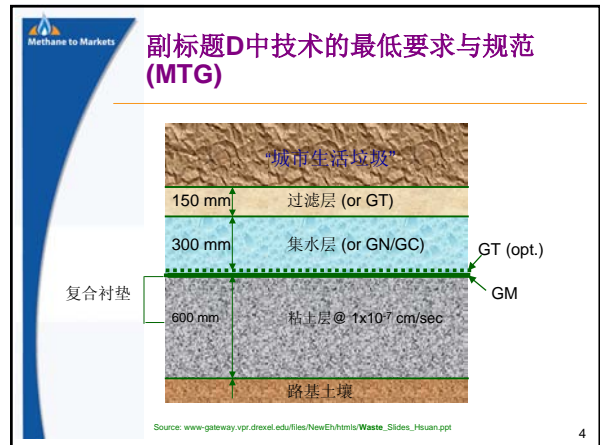 Methane to Markets
副标题D中技术的最低要求与规范
(MTG)
“城市生活垃圾”
150 mm 过滤层 (or GT)
300 mm 集水层 (or GN/GC)
GT (opt.)
GM
复合衬垫
600 mm 粘土层@ 1x10⁻⁷ cm/sec
路基土壤
Source: www-gateway.vpr.drexel.edu/files/NewEh/htmls/Waste_Slides_Hsuan.ppt
4